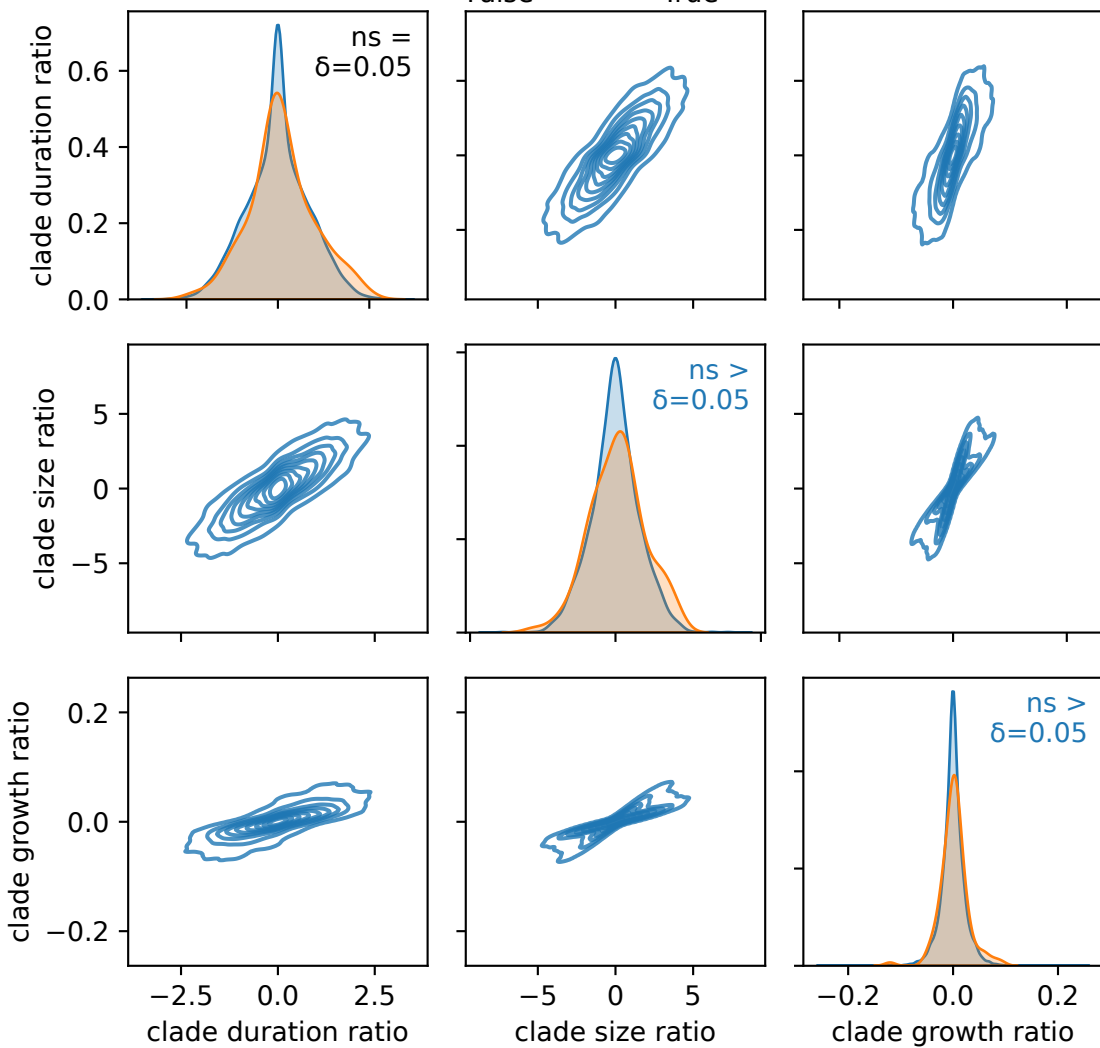 clade duration ratio
0.6
0.4
0.2
0.0
ns =
δ=0.05
clade size ratio
5
0
−5
ns >
δ=0.05
clade growth ratio
0.2
0.0
−0.2
ns >
δ=0.05
−2.5 0.0 2.5
−5 0 5
−0.2 0.0 0.2
clade duration ratio
clade size ratio
clade growth ratio